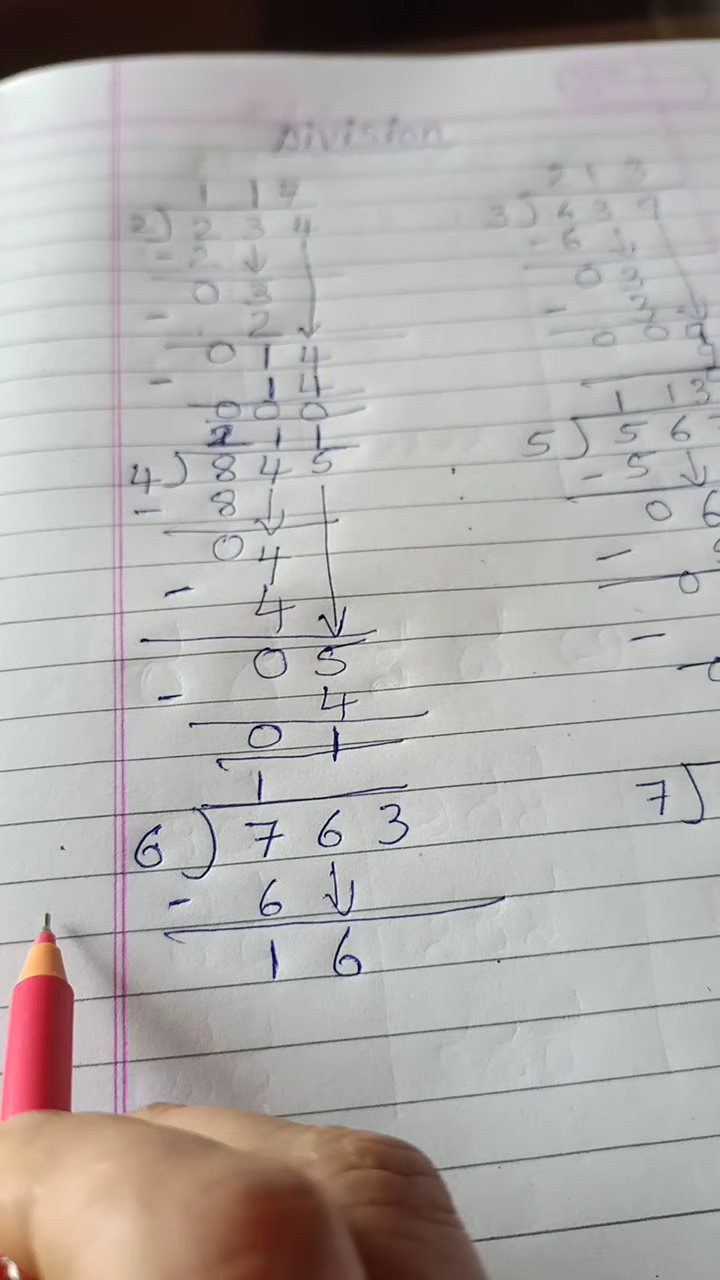 Division
1 1 7
2 ) 2 3 4
- 2 ↓
0 3
- 2 ↓
0 1 4
- 1 4
0 0 0
2 1 1
4 ) 8 4 5
- 8 ↓
0 4
- 4 ↓
0 5
- 4
0 1
1
6 ) 7 6 3
- 6 ↓
1 6
2 1 3
3 ) 6 3 9
- 6 ↓
0 3
- 3 ↓
0 0 9
9
1 1 3
5 ) 5 6
- 5 ↓
0 6
-
0
-
7 )